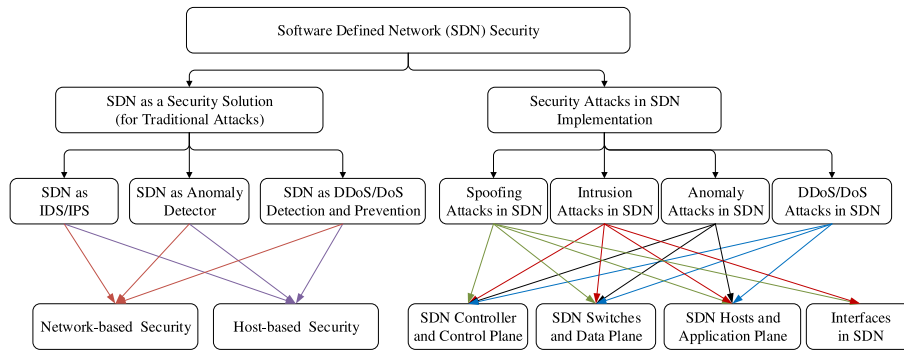 Software Defined Network (SDN) Security
SDN as a Security Solution
(for Traditional Attacks)
Security Attacks in SDN
Implementation
SDN as
IDS/IPS
SDN as Anomaly
Detector
SDN as DDoS/DoS
Detection and Prevention
Spoofing
Attacks in SDN
Intrusion
Attacks in SDN
Anomaly
Attacks in SDN
DDoS/DoS
Attacks in SDN
Network-based Security
Host-based Security
SDN Controller
and Control Plane
SDN Switches
and Data Plane
SDN Hosts and
Application Plane
Interfaces
in SDN